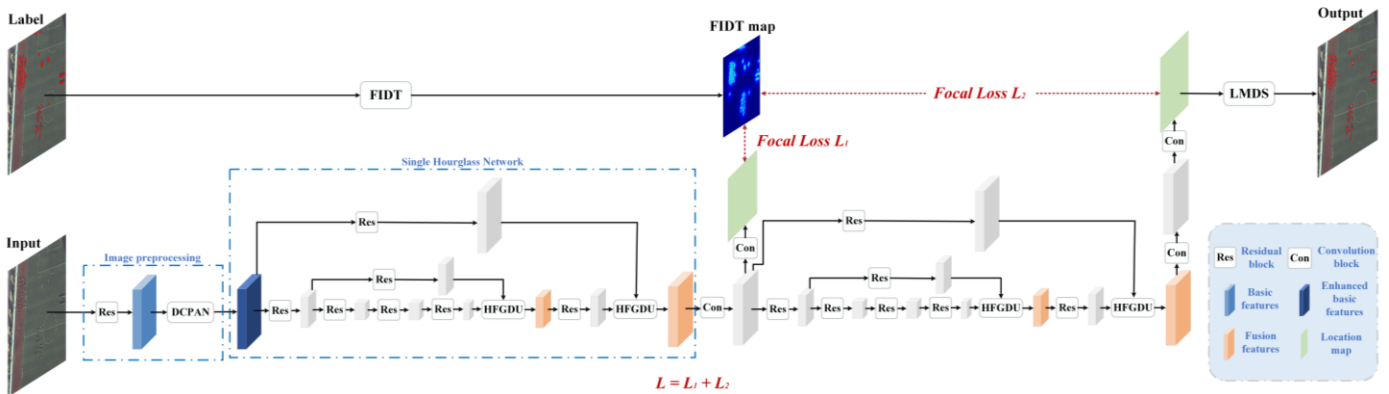 Label
FIDT map
Output
FIDT
Focal Loss L2
LMDS
Focal Loss L1
Con
Single Hourglass Network
Res
Res
Con
Input
Image preprocessing
Con
Res
Res
Con
Res
DCPAN
Res
Res
Res
Res
HFGDU
Res
HFGDU
Con
Res
Res
Res
Res
HFGDU
Res
HFGDU
Res
Residual
block
Con
Convolution
block
Basic
features
Enhanced
basic
features
Fusion
features
Location
map
L = L1 + L2